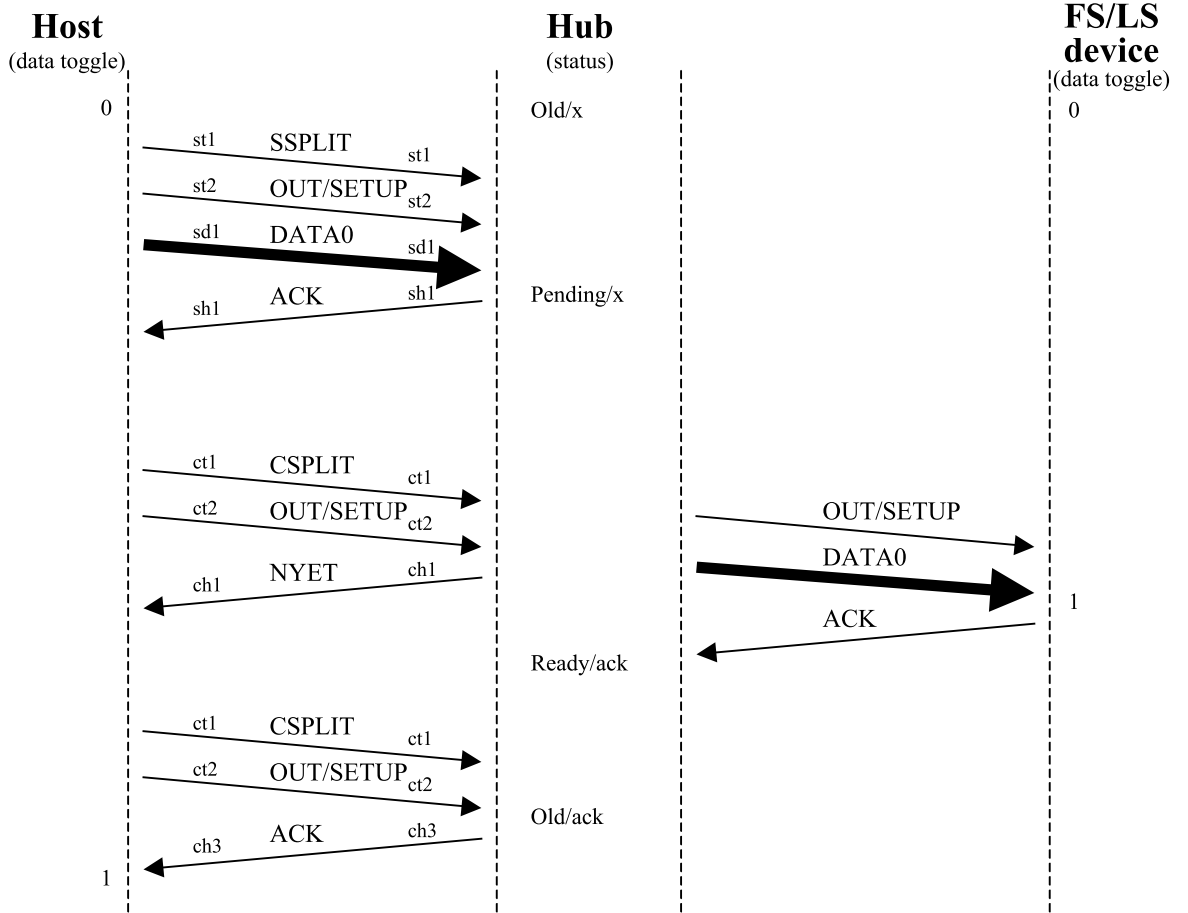 Host
(data toggle)
Hub
(status)
FS/LS
device
(data toggle)
0
Old/x
0
st1
SSPLIT
st1
st2
OUT/SETUP
st2
sd1
DATA0
sd1
Pending/x
ACK
sh1
sh1
ct1
CSPLIT
ct1
ct2
OUT/SETUP
ct2
OUT/SETUP
NYET
ch1
ch1
DATA0
1
ACK
Ready/ack
ct1
CSPLIT
ct1
ct2
OUT/SETUP
ct2
Old/ack
ACK
ch3
ch3
1